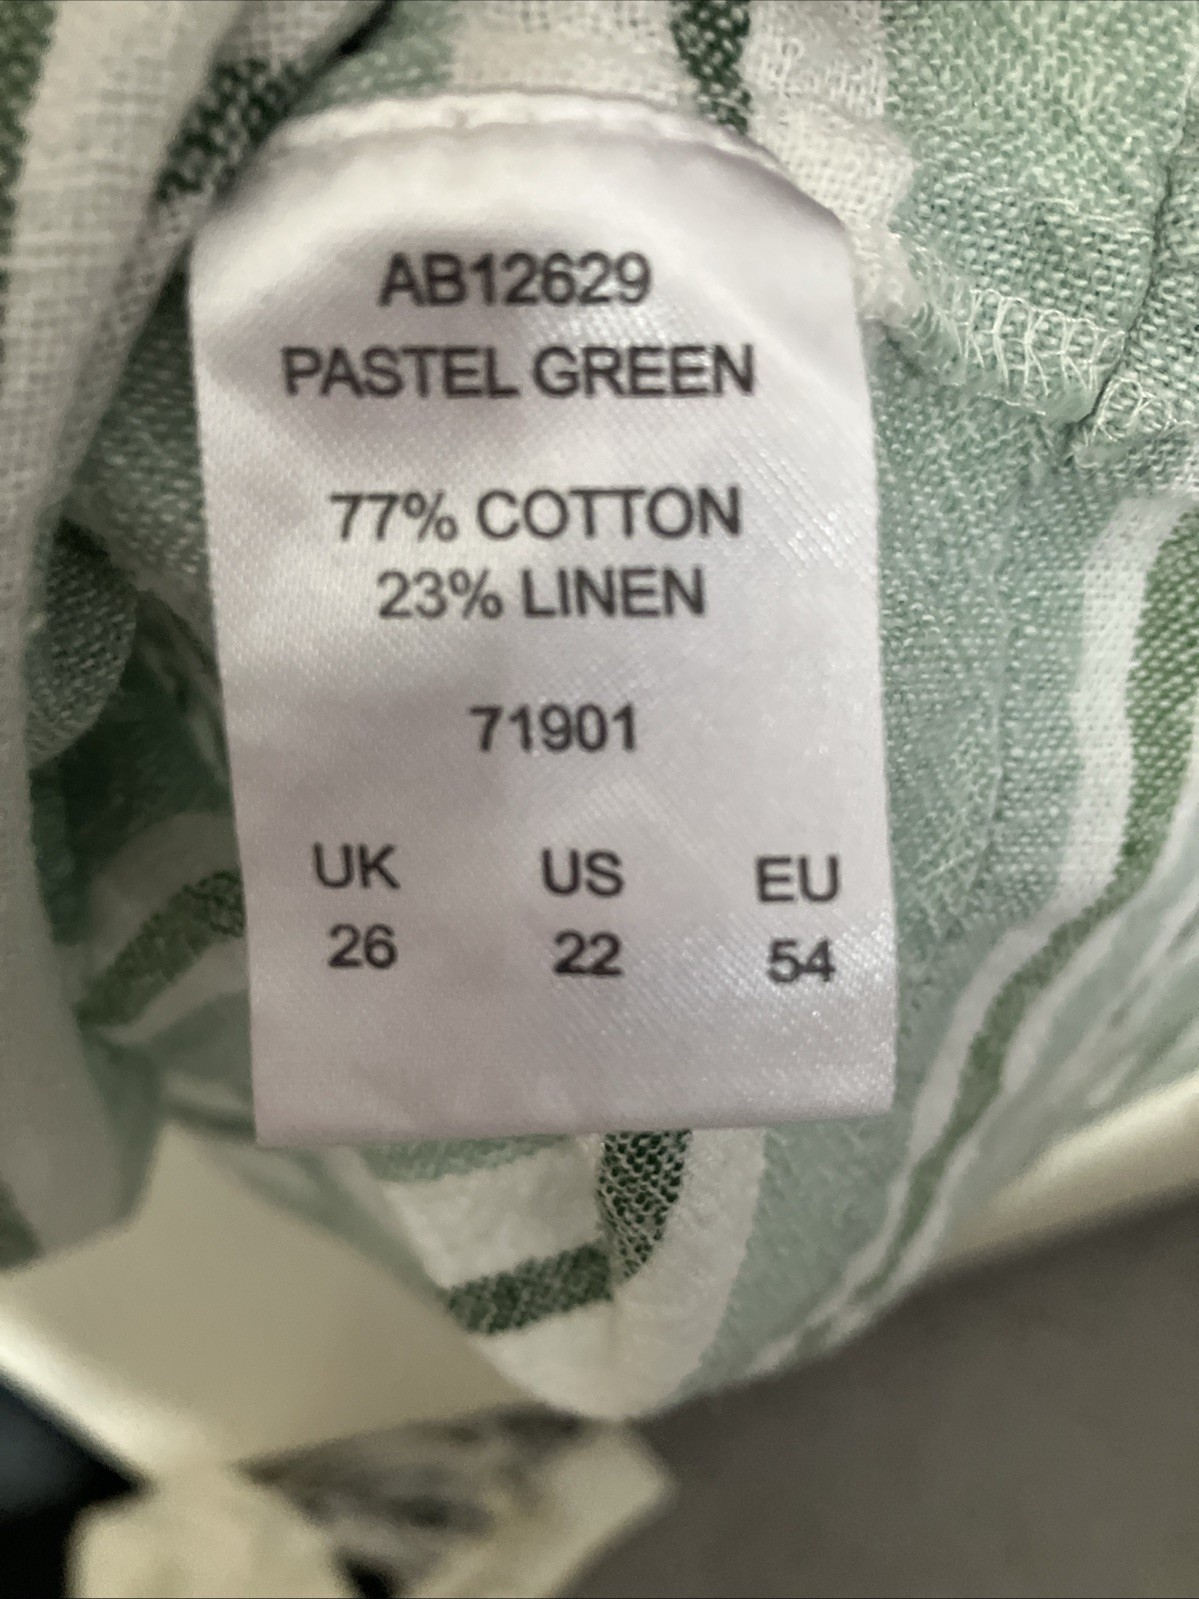 AB12629
PASTEL GREEN
77% COTTON
23% LINEN
71901
UK US EU
26 22 54